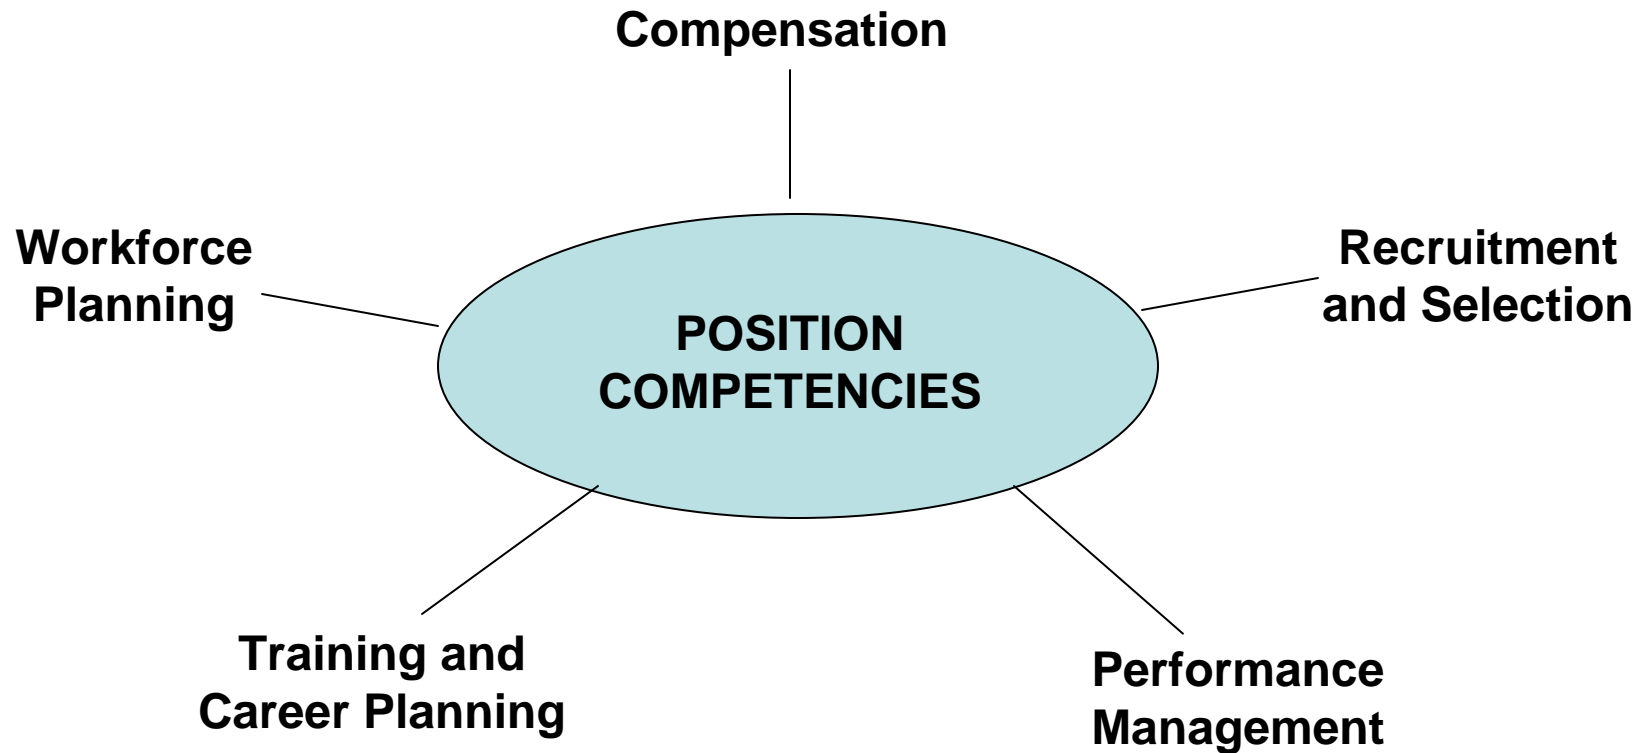 Compensation
Workforce
Planning
Recruitment
and Selection
POSITION
COMPETENCIES
Training and
Career Planning
Performance
Management